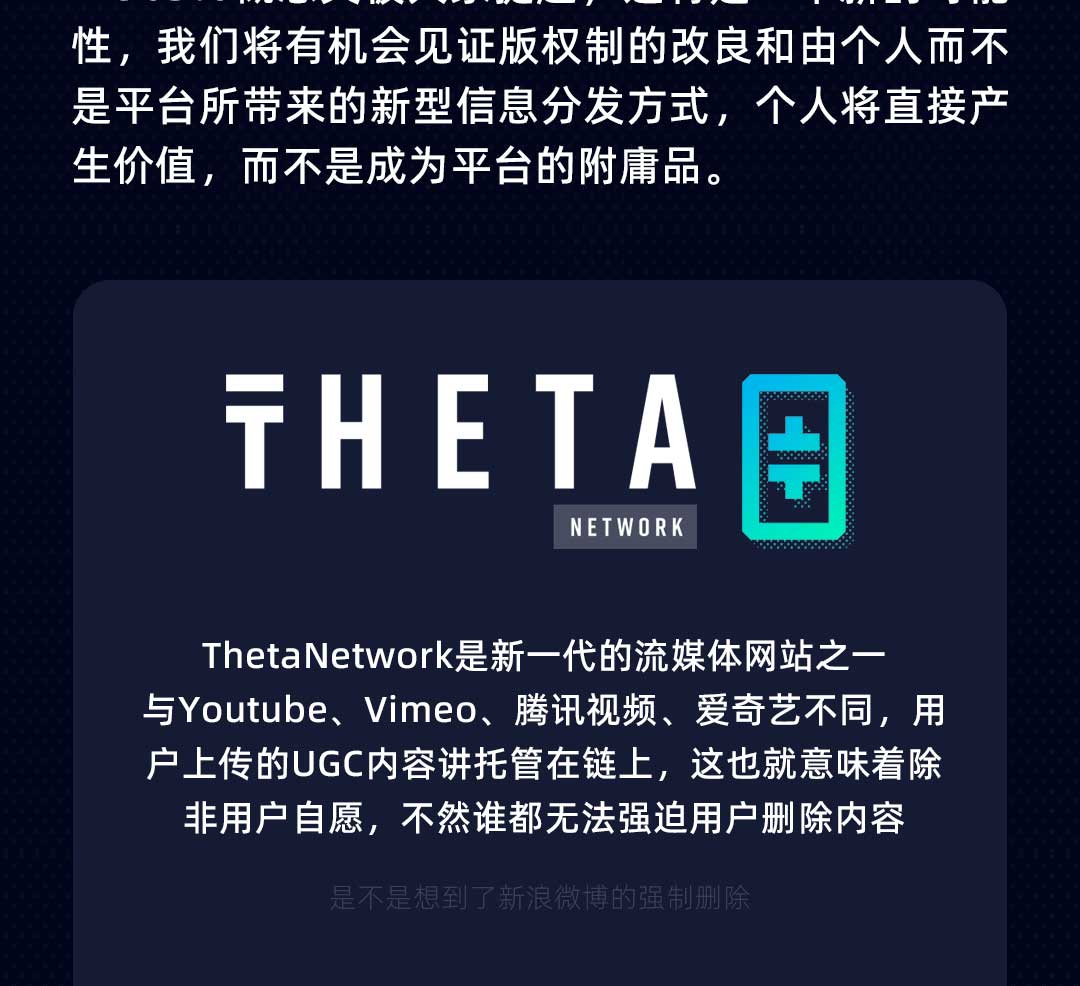 性，我们将有机会见证版权制的改良和由个人而不
是平台所带来的新型信息分发方式，个人将直接产
生价值，而不是成为平台的附庸品。
THETA
NETWORK
ThetaNetwork是新一代的流媒体网站之一
与Youtube、Vimeo、腾讯视频、爱奇艺不同，用
户上传的UGC内容讲托管在链上，这也就意味着除
非用户自愿，不然谁都无法强迫用户删除内容
是不是想到了新浪微博的强制删除